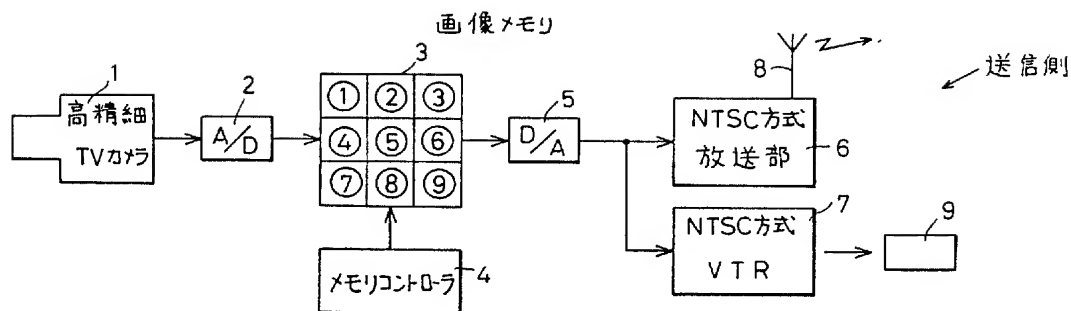 画像メモリ
1
高精細
TVカメラ
2
A/D
3
① ② ③
④ ⑤ ⑥
⑦ ⑧ ⑨
メモリコントローラ
4
5
D/A
8
NTSC方式
放送部
6
NTSC方式
VTR
7
9
送信側